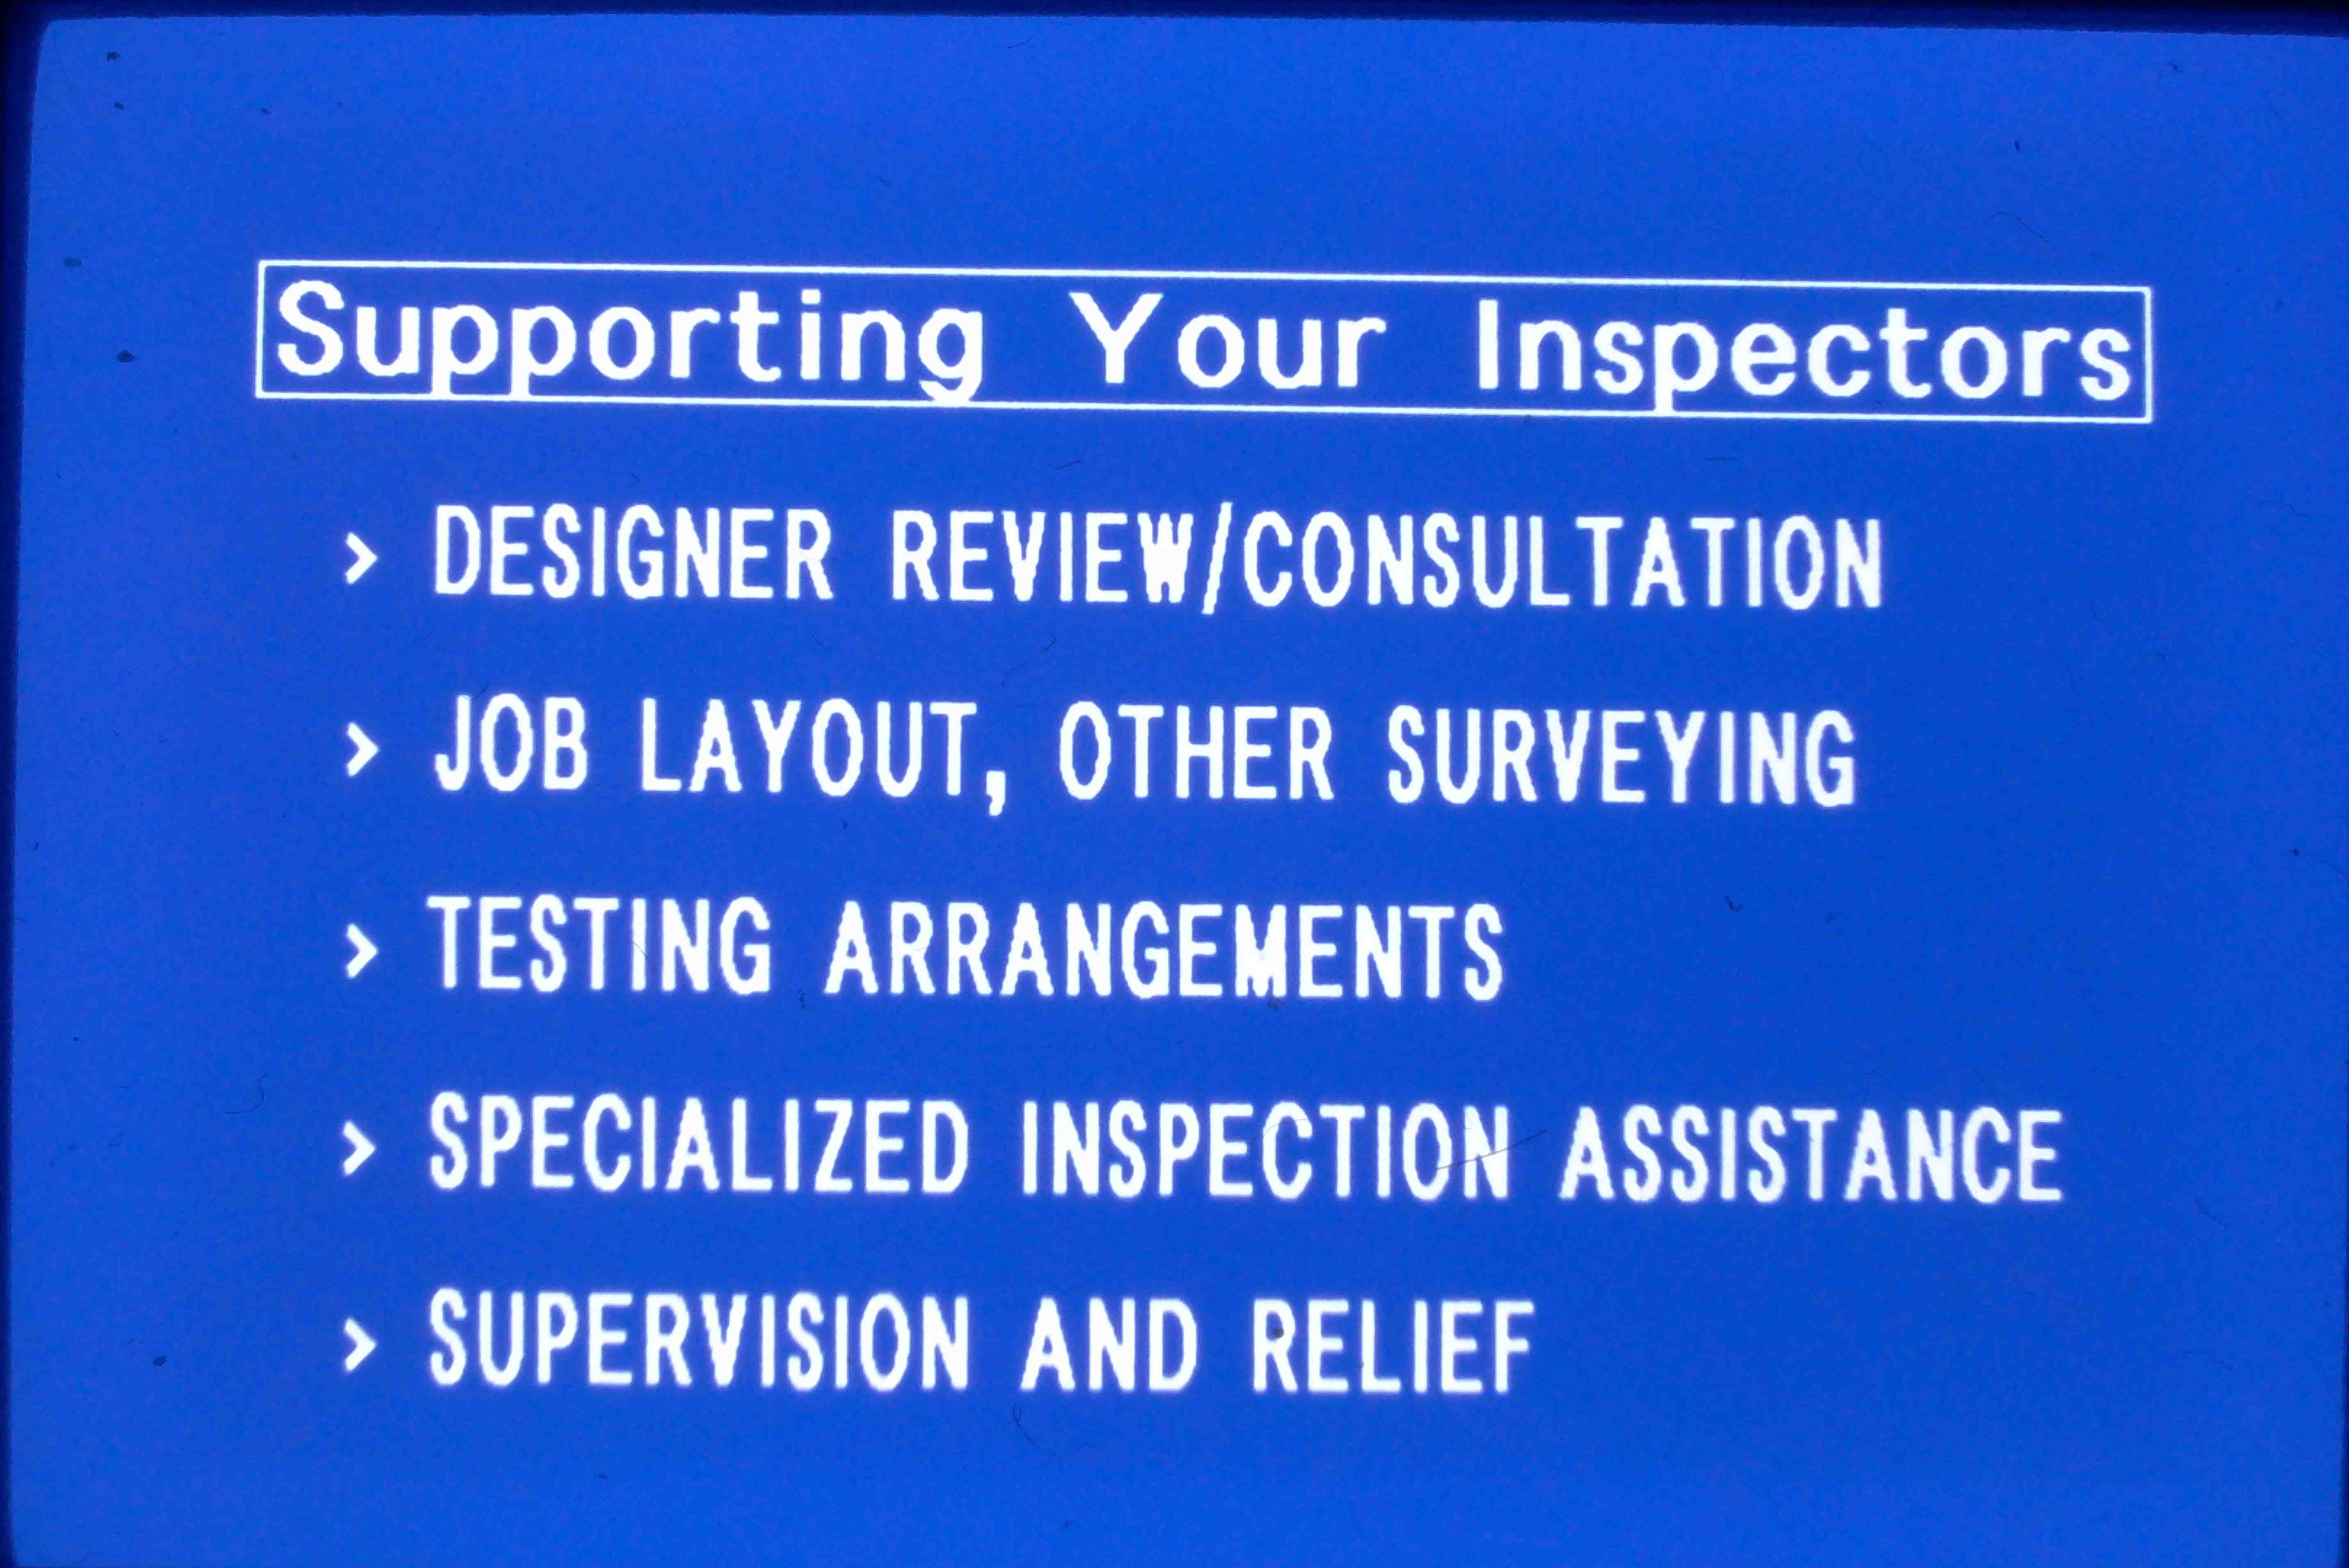 Supporting Your Inspectors
> DESIGNER REVIEW/CONSULTATION
> JOB LAYOUT, OTHER SURVEYING
> TESTING ARRANGEMENTS
> SPECIALIZED INSPECTION ASSISTANCE
> SUPERVISION AND RELIEF